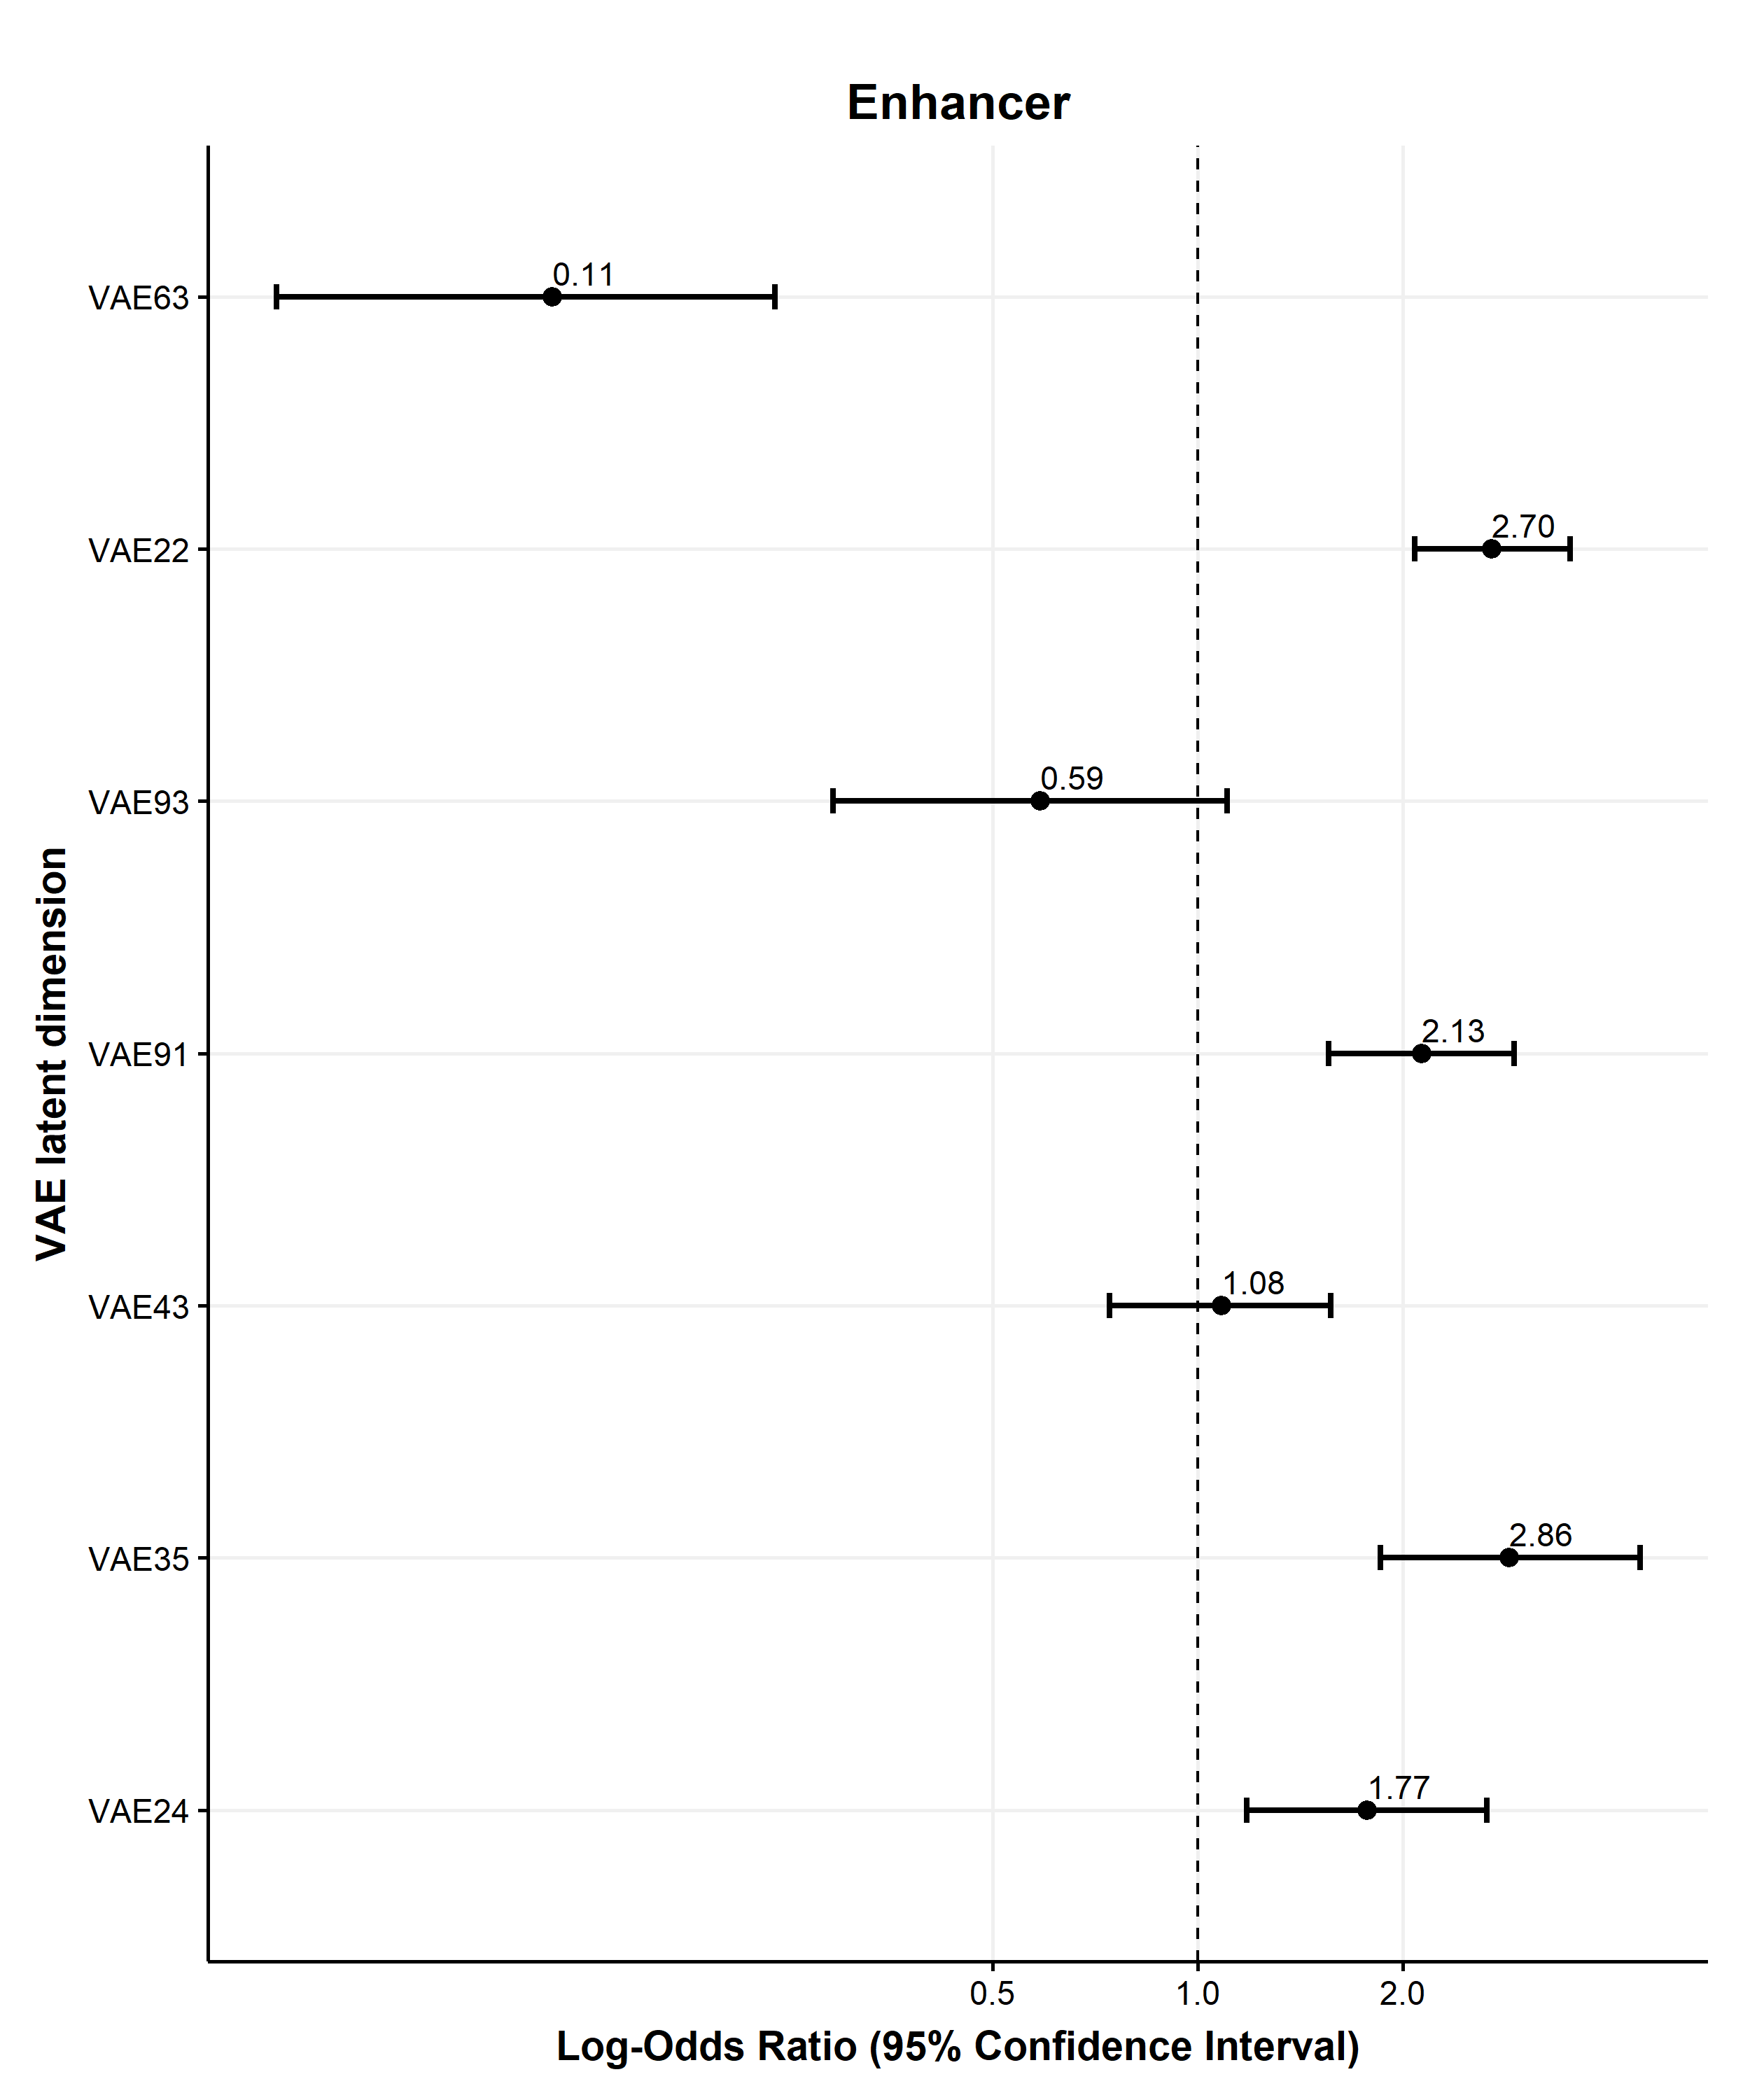 Enhancer
VAE latent dimension
VAE63
0.11
VAE22
2.70
VAE93
0.59
VAE91
2.13
VAE43
1.08
VAE35
2.86
VAE24
1.77
0.5 1.0 2.0
Log-Odds Ratio (95% Confidence Interval)